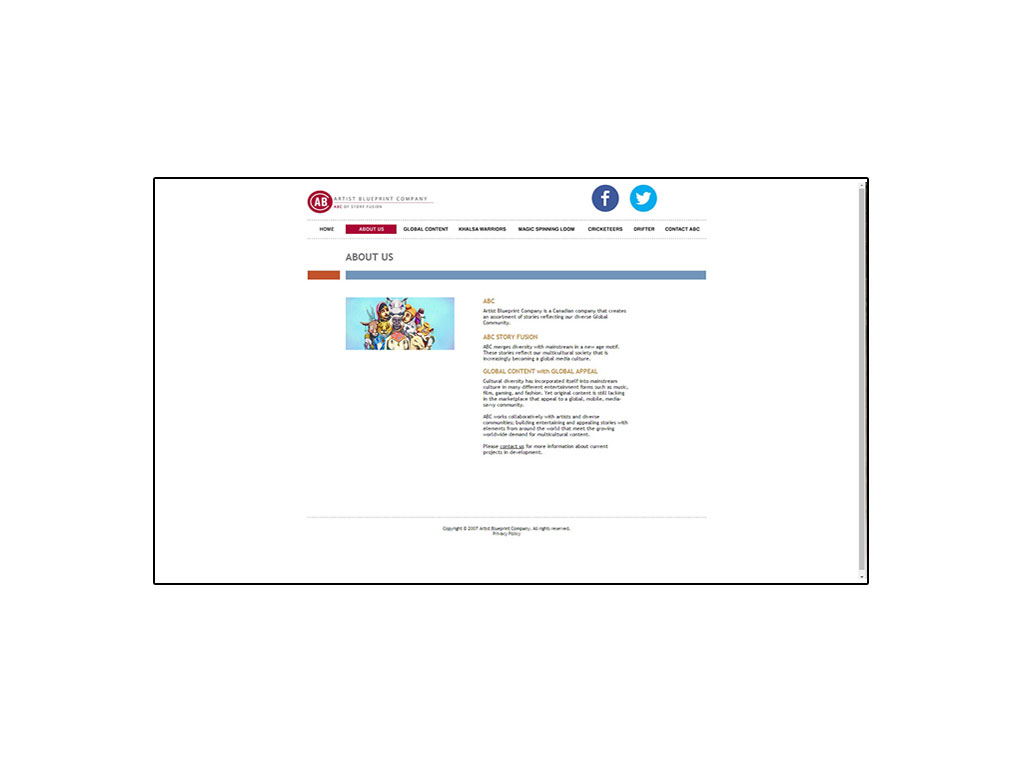 AB ARTIST BLUEPRINT COMPANY
ABC OF STORY FUSION
HOME ABOUT US GLOBAL CONTENT KHALSA WARRIORS MAGIC SPINNING LOOM CRICKETEERS DRIFTER CONTACT ABC
ABOUT US
ABC
Artist Blueprint Company is a Canadian company that creates
an assortment of stories reflecting our diverse Global
Community.
ABC STORY FUSION
ABC merges diversity with mainstream in a new age motif.
These stories reflect our multicultural society that is
increasingly becoming a global media culture.
GLOBAL CONTENT with GLOBAL APPEAL
Cultural diversity has incorporated itself into mainstream
culture in many different entertainment forms such as music,
film, gaming, and fashion. Yet original content is still lacking
in the marketplace that appeal to a global, mobile, media-
savvy community.
ABC works collaboratively with artists and diverse
communities; building entertaining and appealing stories with
elements from around the world that meet the growing
worldwide demand for multicultural content.
Please contact us for more information about current
projects in development.
Copyright © 2007 Artist Blueprint Company. All rights reserved.
Privacy Policy